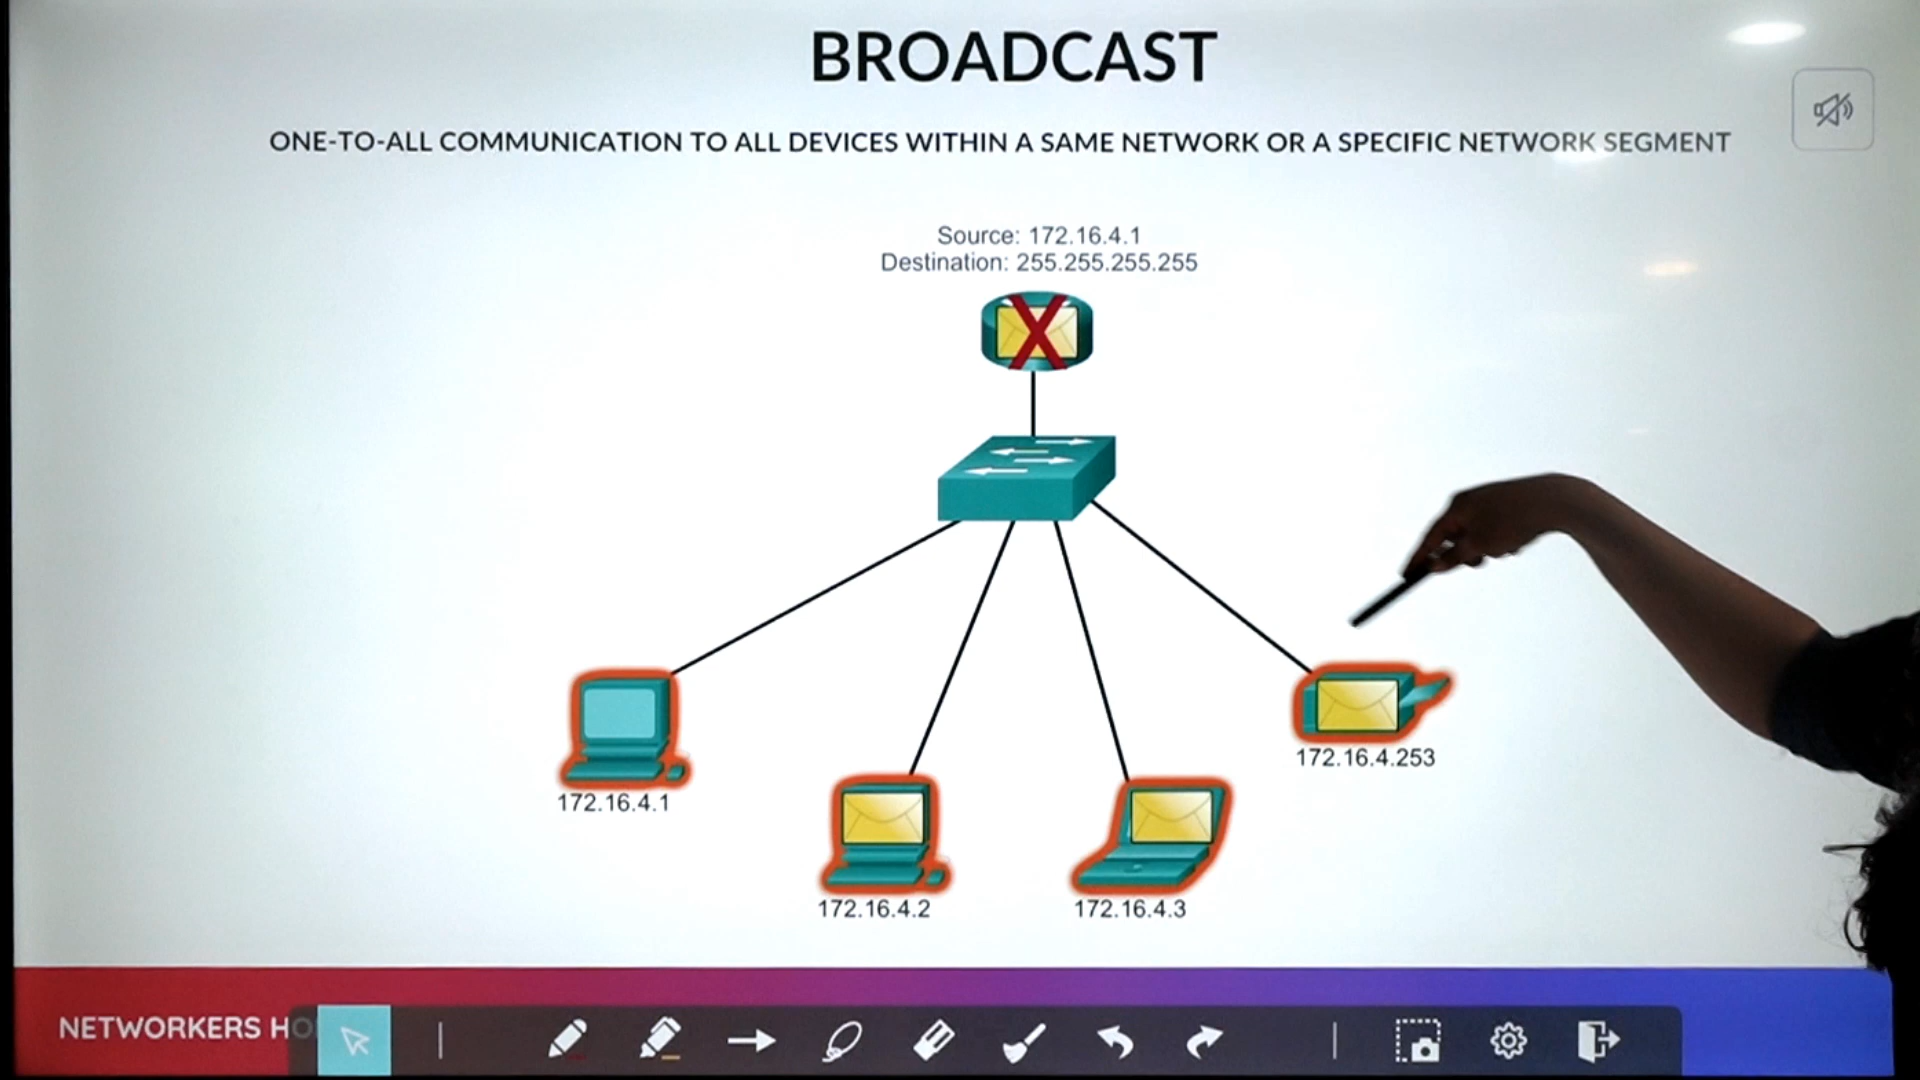 BROADCAST
ONE-TO-ALL COMMUNICATION TO ALL DEVICES WITHIN A SAME NETWORK OR A SPECIFIC NETWORK SEGMENT
Source: 172.16.4.1
Destination: 255.255.255.255
172.16.4.253
172.16.4.1
172.16.4.2
172.16.4.3
NETWORKERS